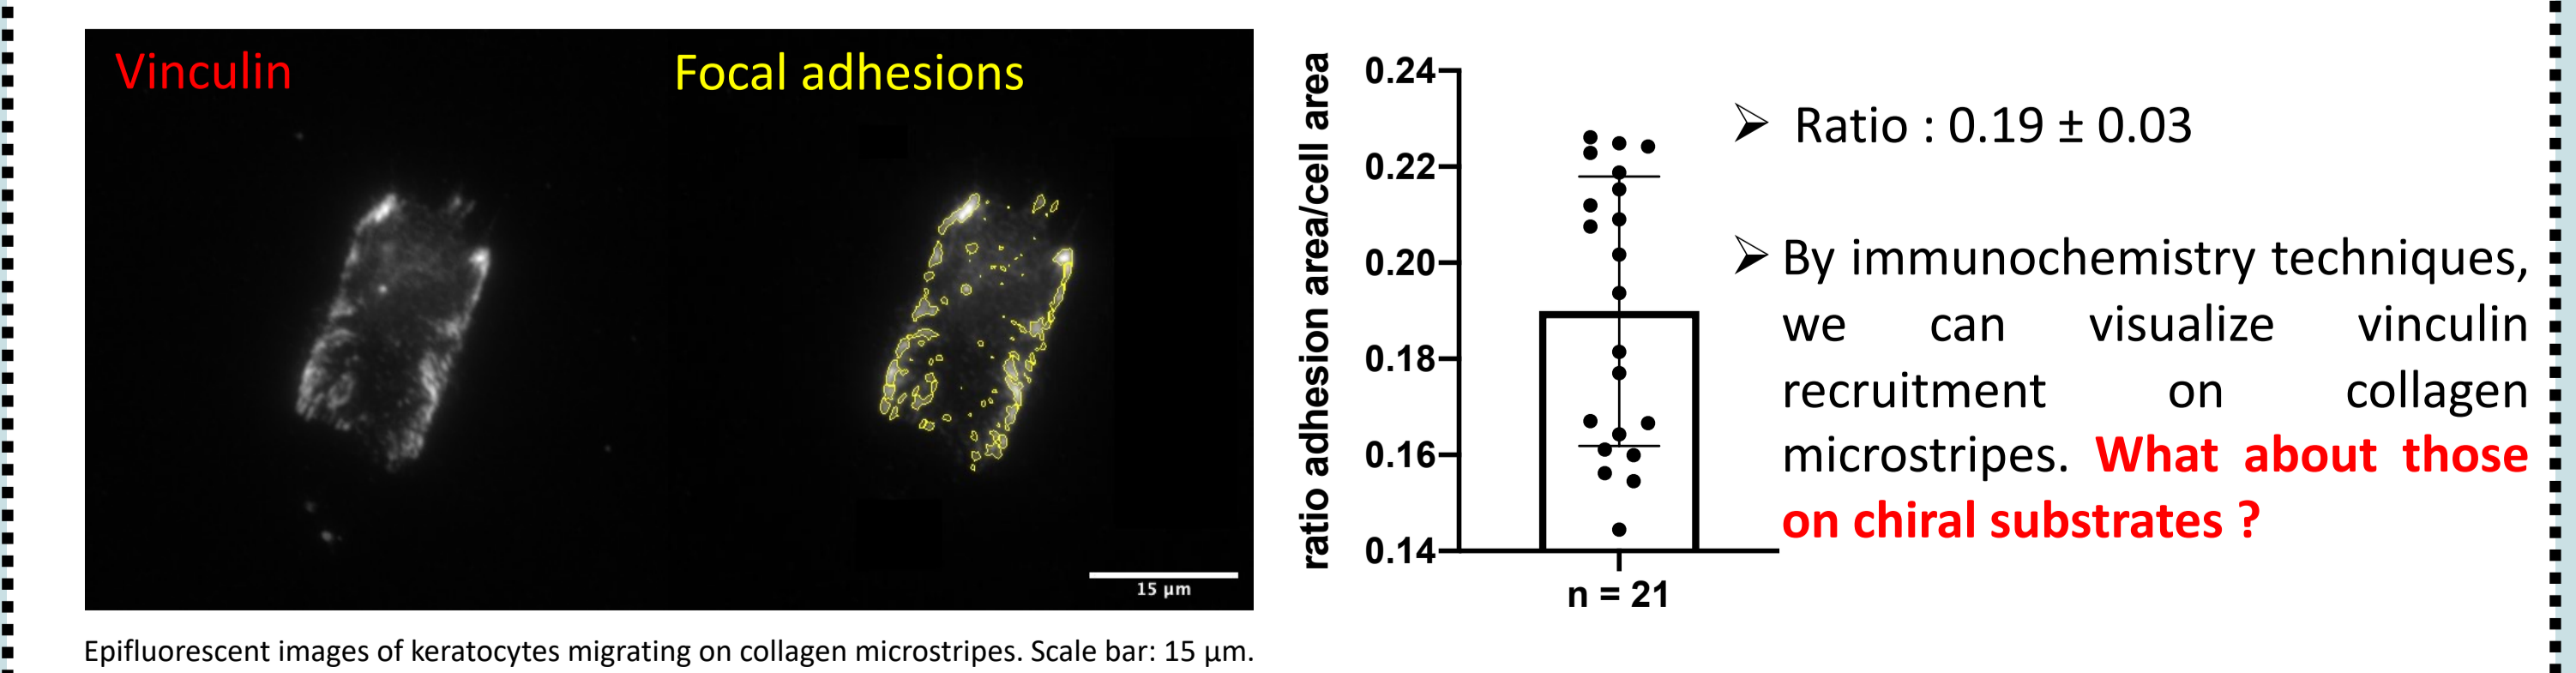 Vinculin
Focal adhesions
15 µm
Epifluorescent images of keratocytes migrating on collagen microstripes. Scale bar: 15 µm.
ratio adhesion area/cell area
0.24
0.22
0.20
0.18
0.16
0.14
n = 21
Ratio : 0.19 ± 0.03
By immunochemistry techniques,
we can visualize vinculin
recruitment on collagen
microstripes. What about those
on chiral substrates ?